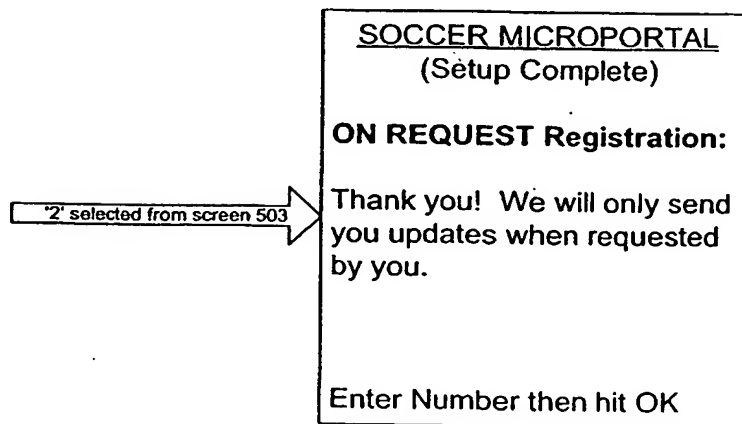 SOCCER MICROPORTAL
(Setup Complete)
ON REQUEST Registration:
'2' selected from screen 503
Thank you! We will only send
you updates when requested
by you.
Enter Number then hit OK